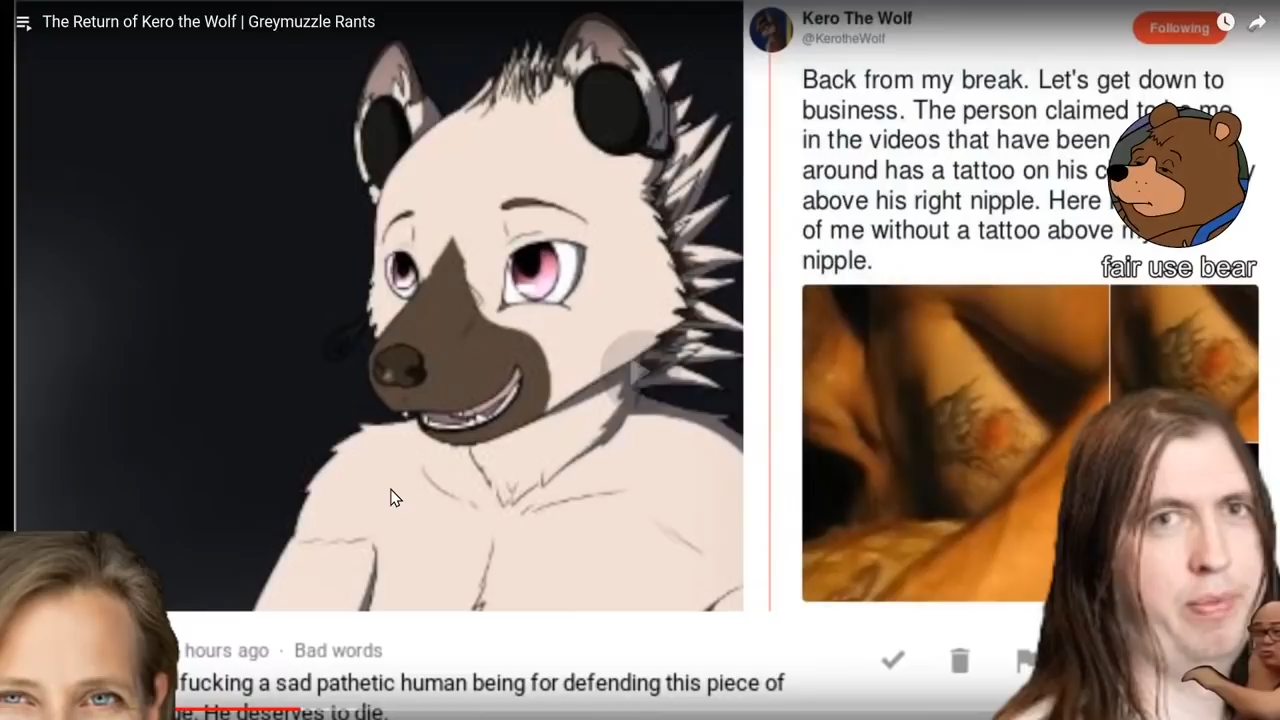 The Return of Kero the Wolf | Greymuzzle Rants
Kero The Wolf
@KerotheWolf
Following
Back from my break. Let's get down to
business. The person claimed to me
in the videos that have been
around has a tattoo on his
above his right nipple. Here
of me without a tattoo above
nipple.
fair use bear
hours ago · Bad words
fucking a sad pathetic human being for defending this piece of
He deserves to die.